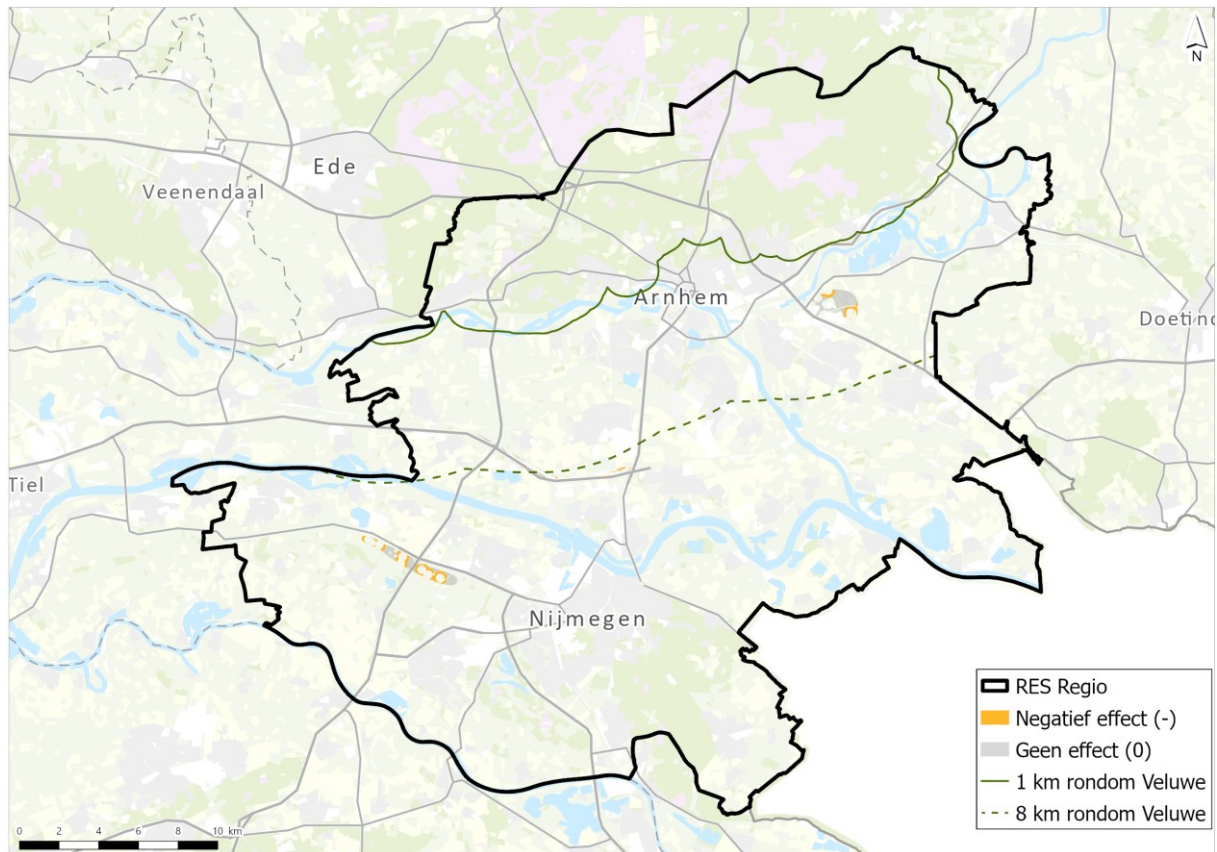 N
Ede
Veenendaal
Arnhem
Doetinc
Tiel
Nijmegen
RES Regio
Negatief effect (-)
Geen effect (0)
1 km rondom Veluwe
8 km rondom Veluwe
0 2 4 6 8 10 km